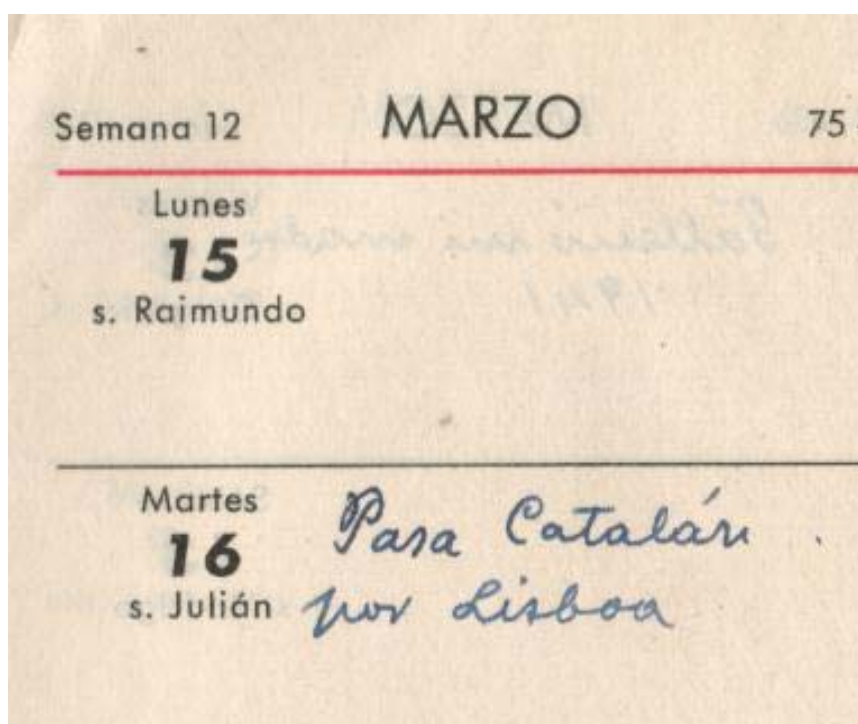 Semana 12 MARZO 75
Lunes
15
s. Raimundo
Martes
16
s. Julián
Pasa Catalán
por Lisboa